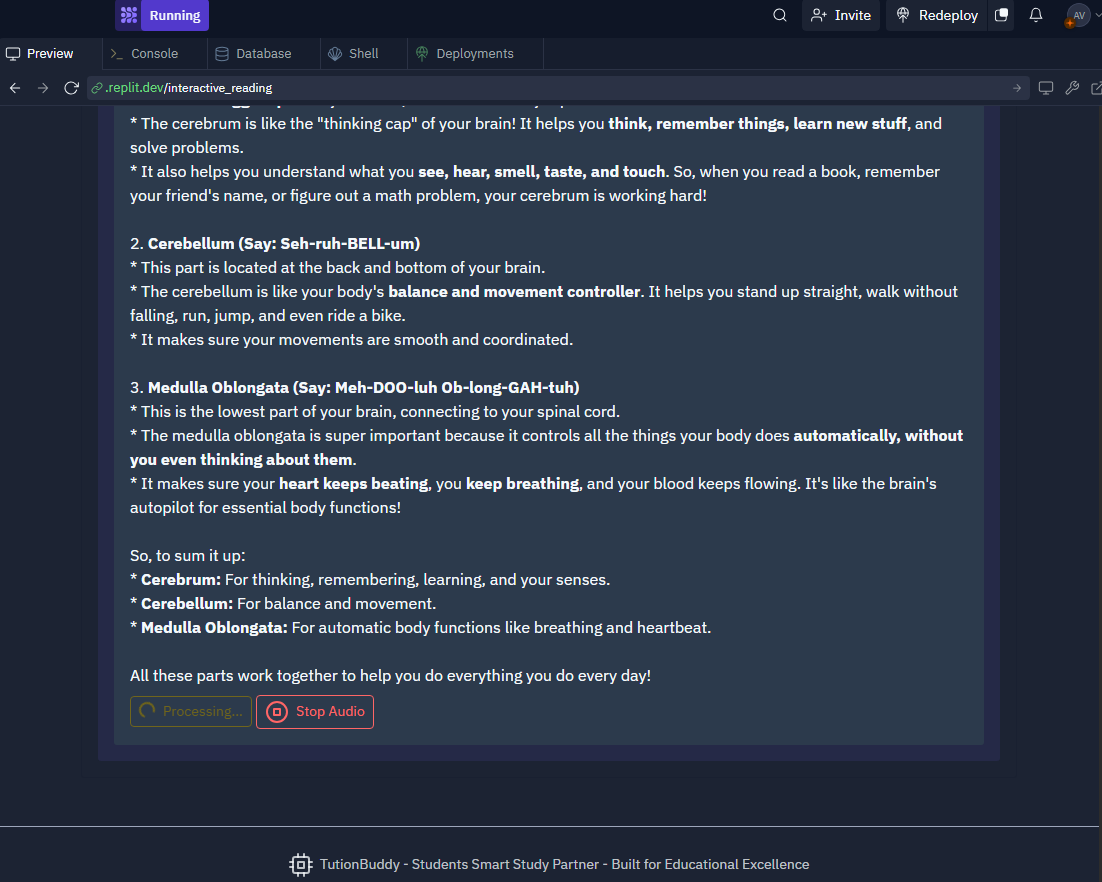 Running
Invite
Redeploy
AV
Preview
Console
Database
Shell
Deployments
.replit.dev/interactive_reading
* The cerebrum is like the "thinking cap" of your brain! It helps you think, remember things, learn new stuff, and
solve problems.
* It also helps you understand what you see, hear, smell, taste, and touch. So, when you read a book, remember
your friend's name, or figure out a math problem, your cerebrum is working hard!
2. Cerebellum (Say: Seh-ruh-BELL-um)
* This part is located at the back and bottom of your brain.
* The cerebellum is like your body's balance and movement controller. It helps you stand up straight, walk without
falling, run, jump, and even ride a bike.
* It makes sure your movements are smooth and coordinated.
3. Medulla Oblongata (Say: Meh-DOO-luh Ob-long-GAH-tuh)
* This is the lowest part of your brain, connecting to your spinal cord.
* The medulla oblongata is super important because it controls all the things your body does automatically, without
you even thinking about them.
* It makes sure your heart keeps beating, you keep breathing, and your blood keeps flowing. It's like the brain's
autopilot for essential body functions!
So, to sum it up:
* Cerebrum: For thinking, remembering, learning, and your senses.
* Cerebellum: For balance and movement.
* Medulla Oblongata: For automatic body functions like breathing and heartbeat.
All these parts work together to help you do everything you do every day!
Processing...
Stop Audio
TutionBuddy - Students Smart Study Partner - Built for Educational Excellence